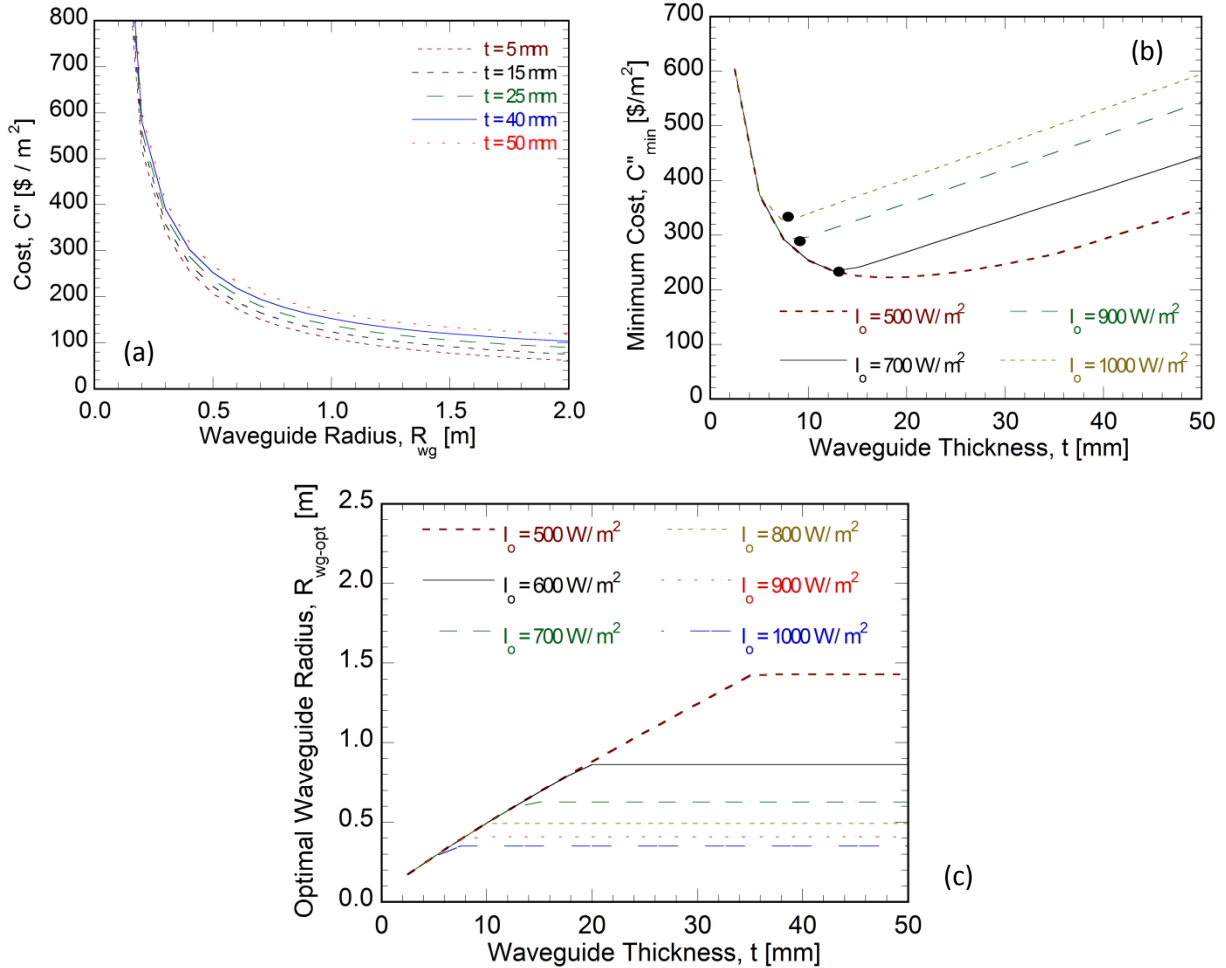 800
700
600
500
400
300
200
100
0
0.0
0.5
1.0
1.5
2.0
Cost, C" [$ / m²]
Waveguide Radius, R_wg [m]
t = 5 mm
t = 15 mm
t = 25 mm
t = 40 mm
t = 50 mm
(a)
700
600
500
400
300
200
100
0
0
10
20
30
40
50
Minimum Cost, C"_min [$/m²]
Waveguide Thickness, t [mm]
(b)
I_o = 500 W/m²
I_o = 900 W/m²
I_o = 700 W/m²
I_o = 1000 W/m²
2.5
2.0
1.5
1.0
0.5
0.0
0
10
20
30
40
50
Optimal Waveguide Radius, R_wg-opt [m]
Waveguide Thickness, t [mm]
I_o = 500 W/m²
I_o = 800 W/m²
I_o = 600 W/m²
I_o = 900 W/m²
I_o = 700 W/m²
I_o = 1000 W/m²
(c)